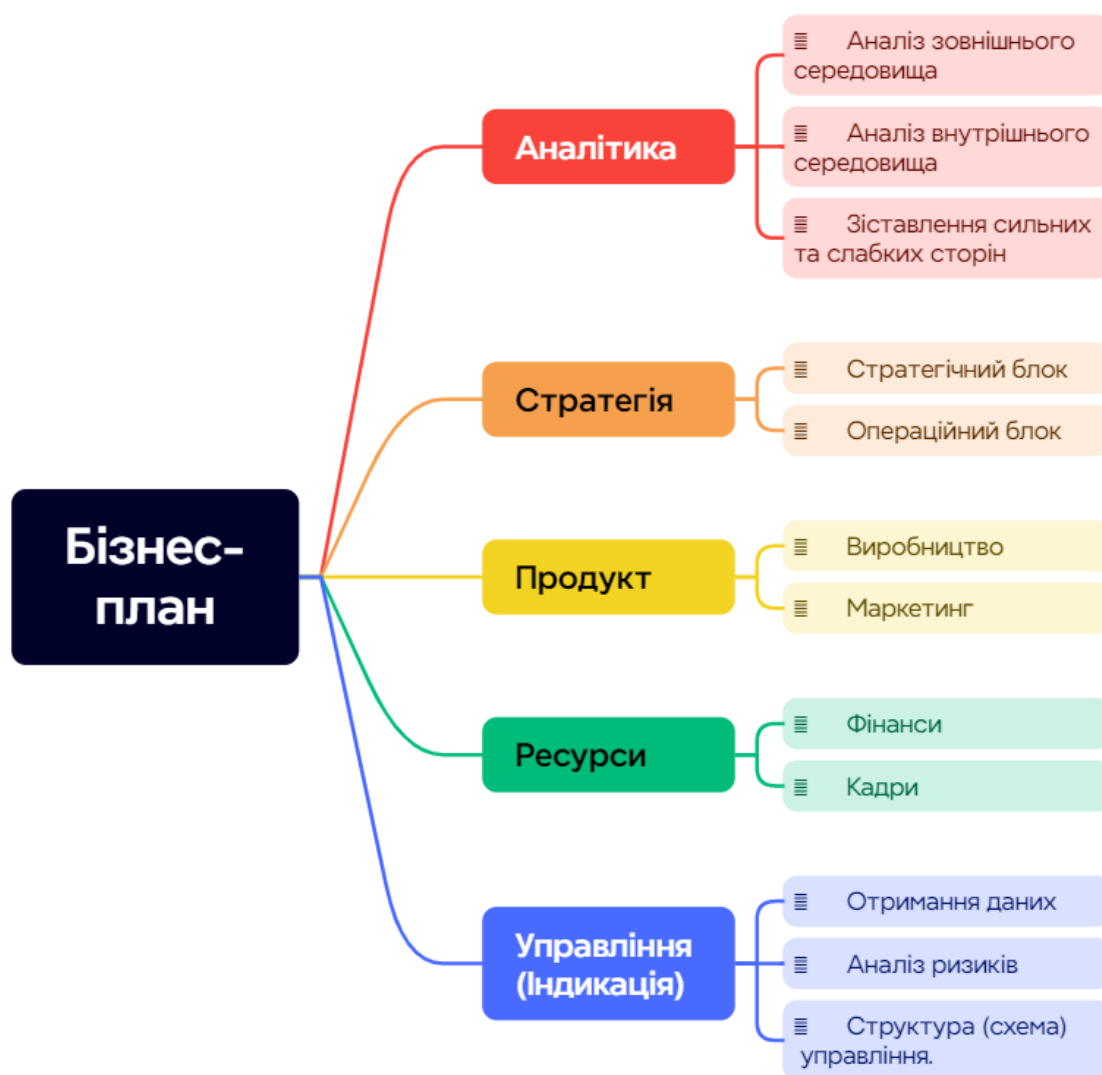 Бізнес-
план
Аналітика
Аналіз зовнішнього
середовища
Аналіз внутрішнього
середовища
Зіставлення сильних
та слабких сторін
Стратегія
Стратегічний блок
Операційний блок
Продукт
Виробництво
Маркетинг
Ресурси
Фінанси
Кадри
Управління
(Індикація)
Отримання даних
Аналіз ризиків
Структура (схема)
управління.